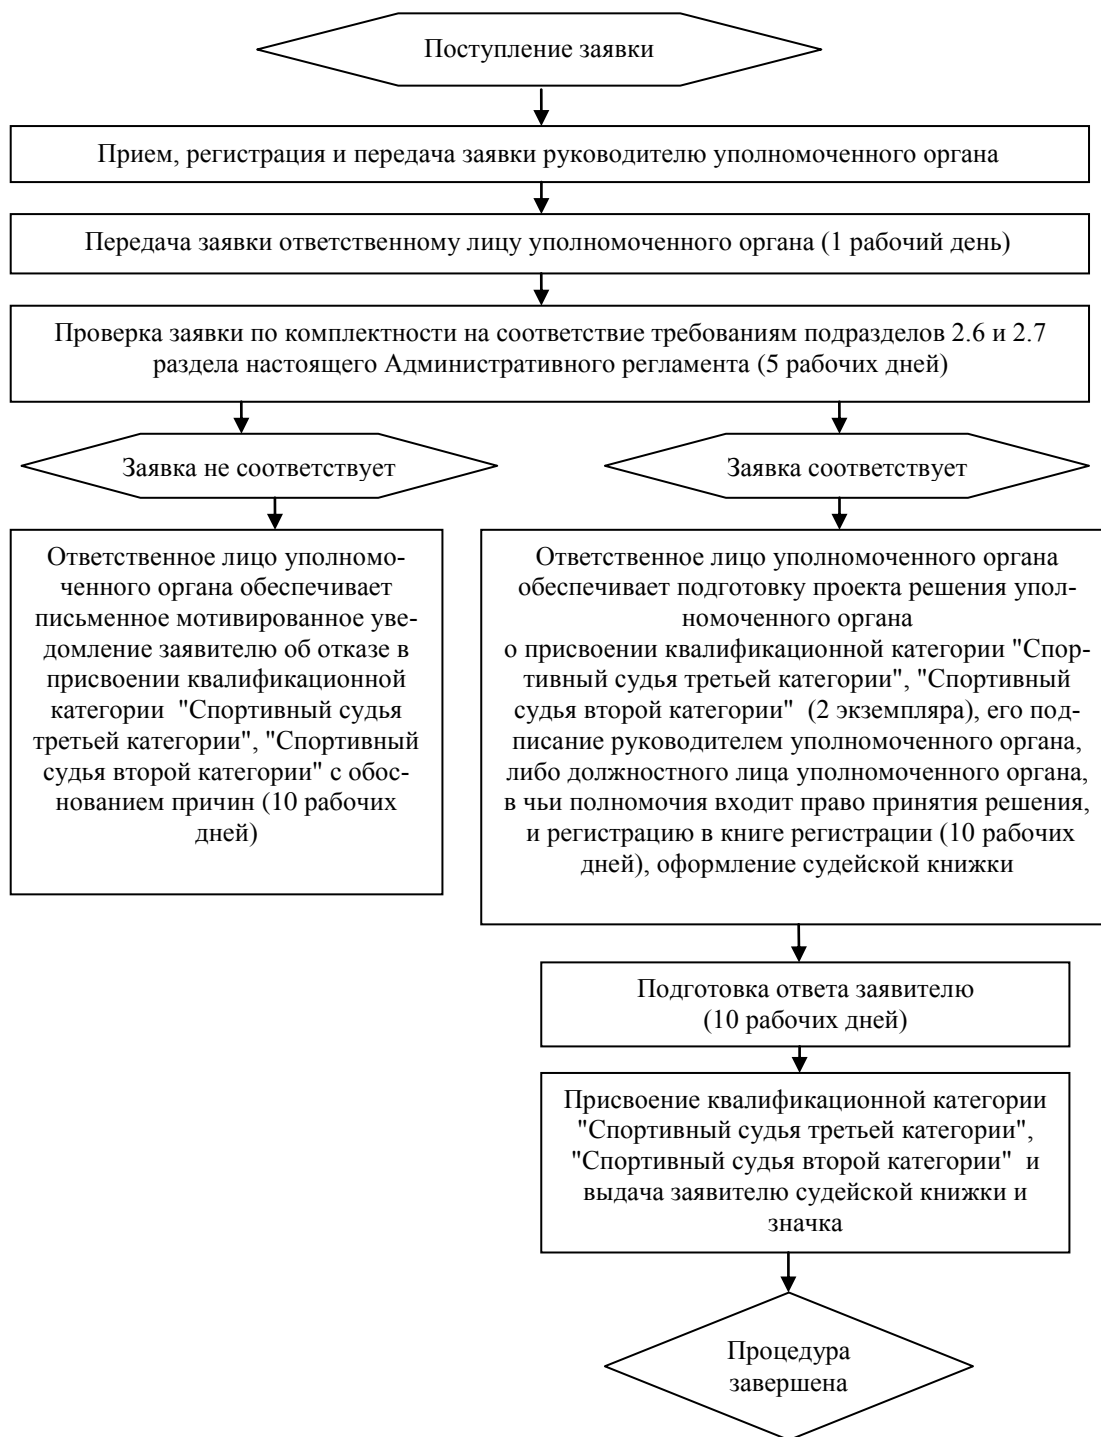 Поступление заявки
Прием, регистрация и передача заявки руководителю уполномоченного органа
Передача заявки ответственному лицу уполномоченного органа (1 рабочий день)
Проверка заявки по комплектности на соответствие требованиям подразделов 2.6 и 2.7
раздела настоящего Административного регламента (5 рабочих дней)
Заявка не соответствует
Заявка соответствует
Ответственное лицо уполномо-
ченного органа обеспечивает
письменное мотивированное уве-
домление заявителю об отказе в
присвоении квалификационной
категории "Спортивный судья
третьей категории", "Спортивный
судья второй категории" с обос-
нованием причин (10 рабочих
дней)
Ответственное лицо уполномоченного органа
обеспечивает подготовку проекта решения упол-
номоченного органа
о присвоении квалификационной категории "Спор-
тивный судья третьей категории", "Спортивный
судья второй категории" (2 экземпляра), его под-
писание руководителем уполномоченного органа,
либо должностного лица уполномоченного органа,
в чьи полномочия входит право принятия решения,
и регистрацию в книге регистрации (10 рабочих
дней), оформление судейской книжки
Подготовка ответа заявителю
(10 рабочих дней)
Присвоение квалификационной категории
"Спортивный судья третьей категории",
"Спортивный судья второй категории" и
выдача заявителю судейской книжки и
значка
Процедура
завершена